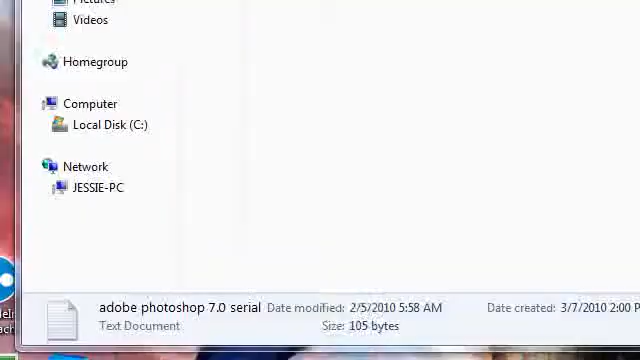 Pictures
Videos
Homegroup
Computer
Local Disk (C:)
Network
JESSIE-PC
adobe photoshop 7.0 serial Date modified: 2/5/2010 5:58 AM Date created: 3/7/2010 2:00 P
Text Document Size: 105 bytes